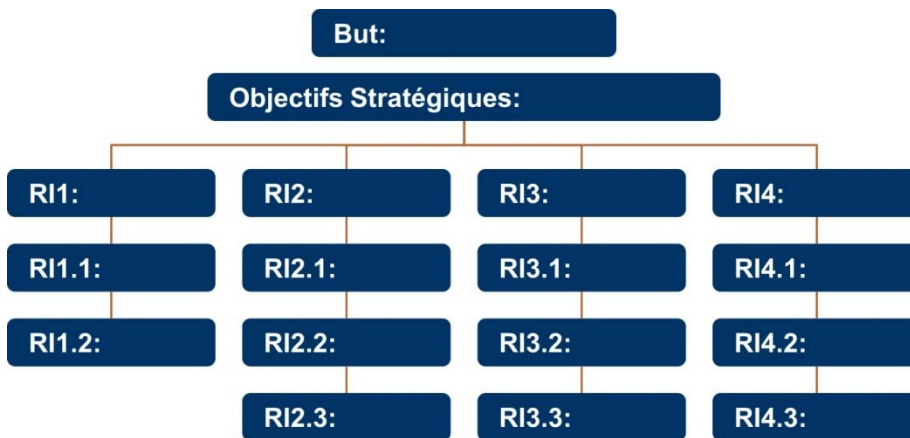 But:
Objectifs Stratégiques:
RI1:
RI2:
RI3:
RI4:
RI1.1:
RI2.1:
RI3.1:
RI4.1:
RI1.2:
RI2.2:
RI3.2:
RI4.2:
RI2.3:
RI3.3:
RI4.3: